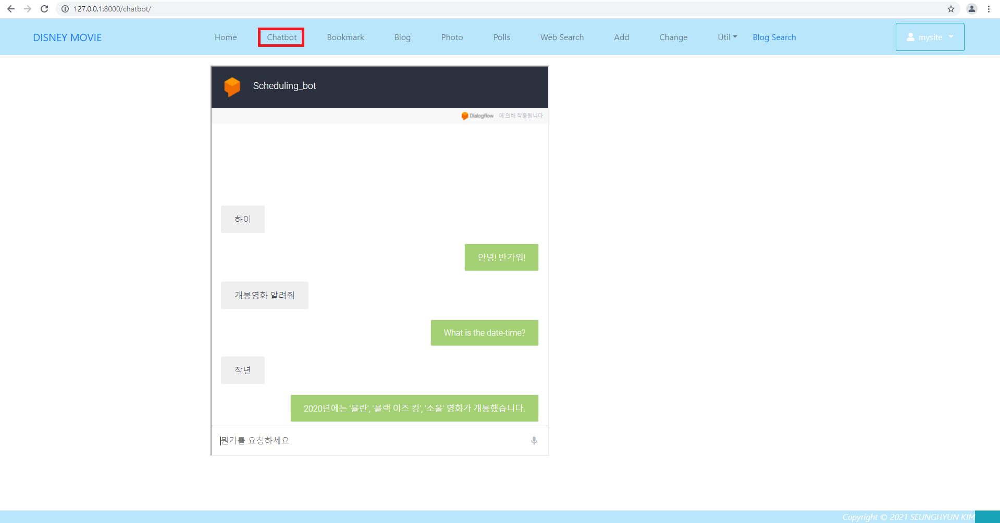 127.0.0.1:8000/chatbot/
DISNEY MOVIE Home Chatbot Bookmark Blog Photo Polls Web Search Add Change Util Blog Search mysite
Scheduling_bot
Dialogflow 에 의해 작동됩니다
하이
안녕! 반가워!
개봉영화 알려줘
What is the date-time?
작년
2020년에는 '뮬란', '블랙 이즈 킹', '소울' 영화가 개봉했습니다.
뭔가를 요청하세요
Copyright © 2021 SEUNGHYUN KIM